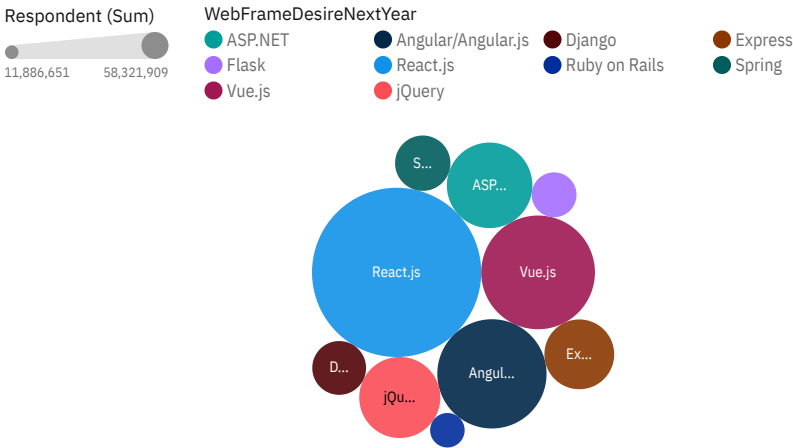 Respondent (Sum)
11,886,651 58,321,909
WebFrameDesireNextYear
ASP.NET Angular/Angular.js Django Express
Flask React.js Ruby on Rails Spring
Vue.js jQuery
S...
ASP...
React.js
Vue.js
Ex...
D...
Angul...
jQu...